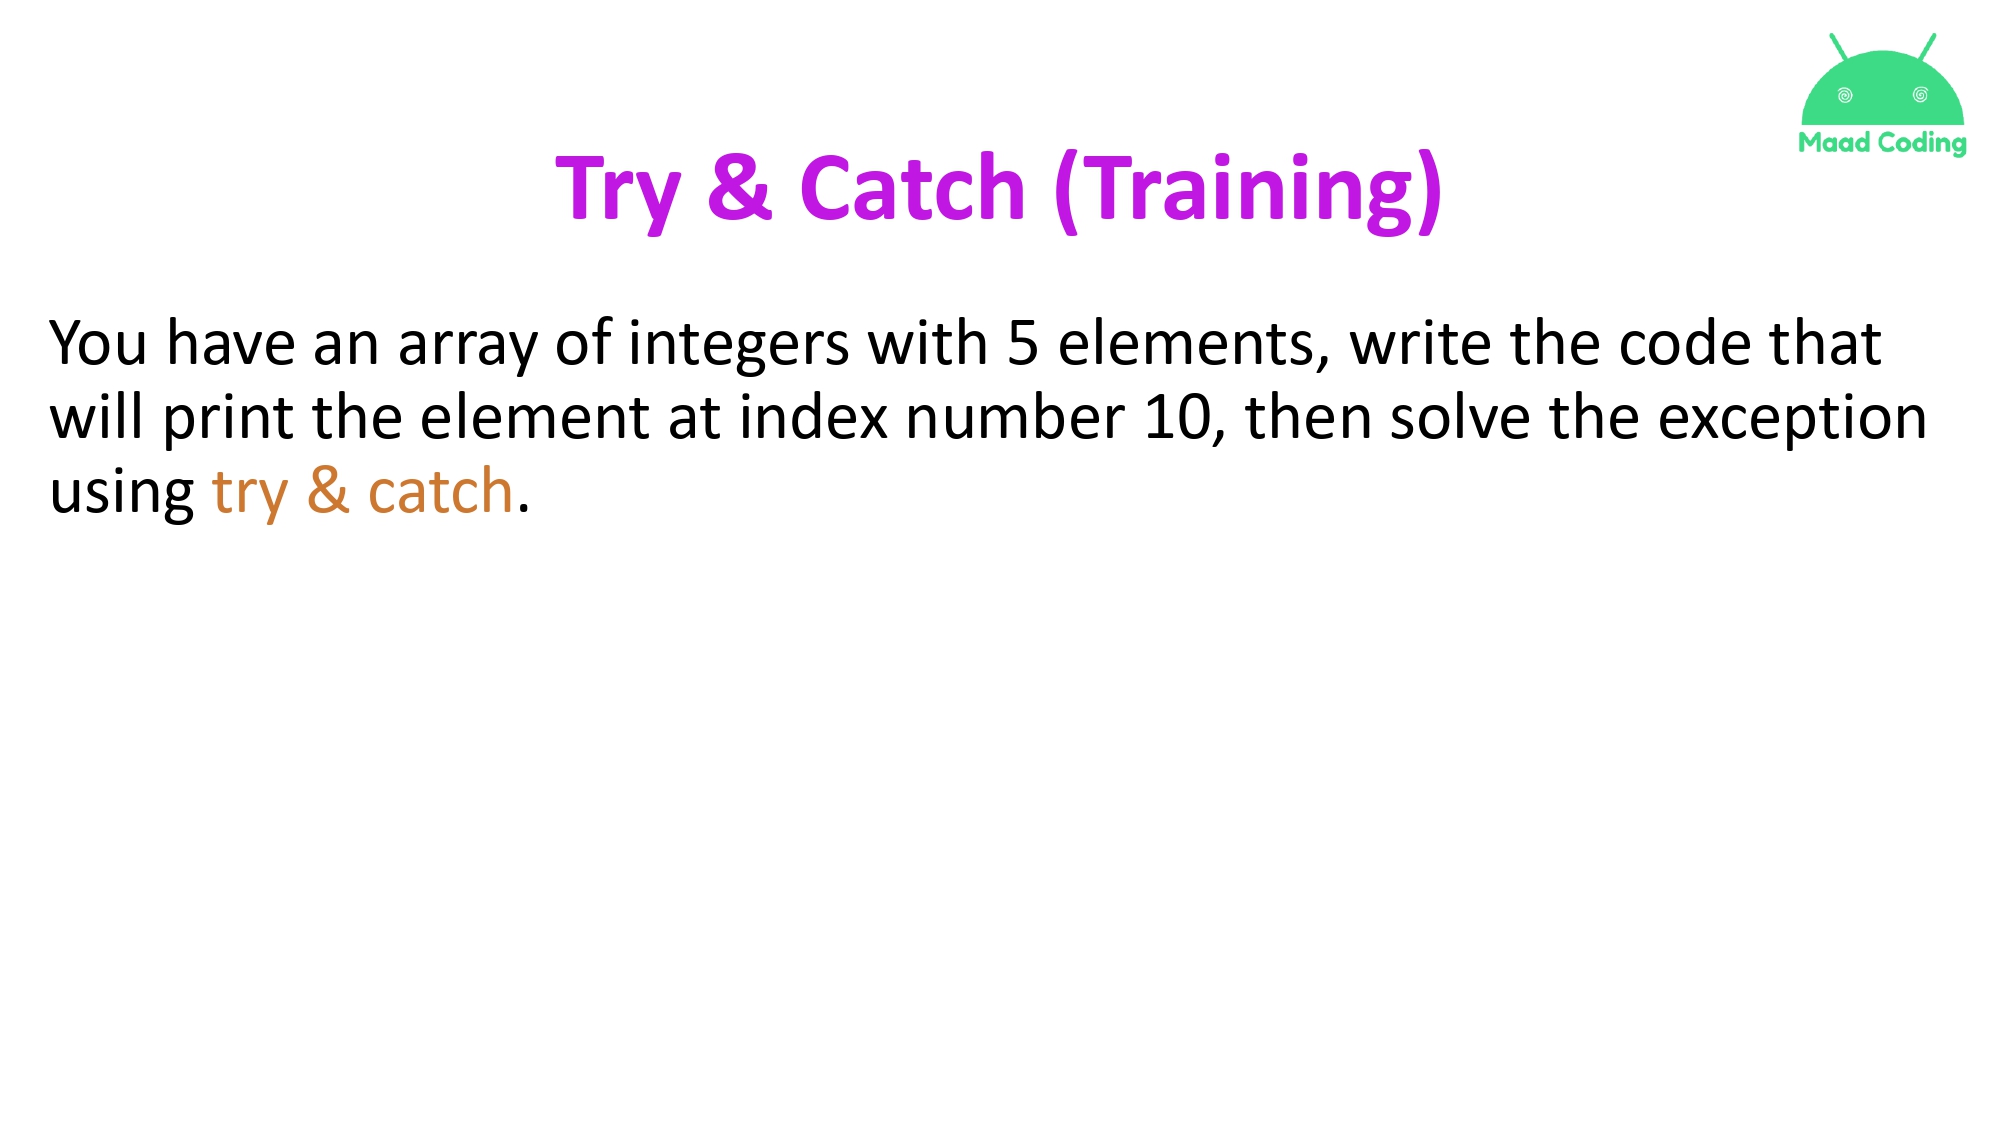 Maad Coding
Try & Catch (Training)
You have an array of integers with 5 elements, write the code that
will print the element at index number 10, then solve the exception
using try & catch.